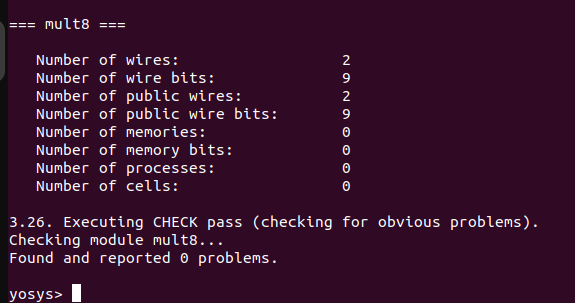 === mult8 ===
Number of wires: 2
Number of wire bits: 9
Number of public wires: 2
Number of public wire bits: 9
Number of memories: 0
Number of memory bits: 0
Number of processes: 0
Number of cells: 0
3.26. Executing CHECK pass (checking for obvious problems).
Checking module mult8...
Found and reported 0 problems.
yosys>